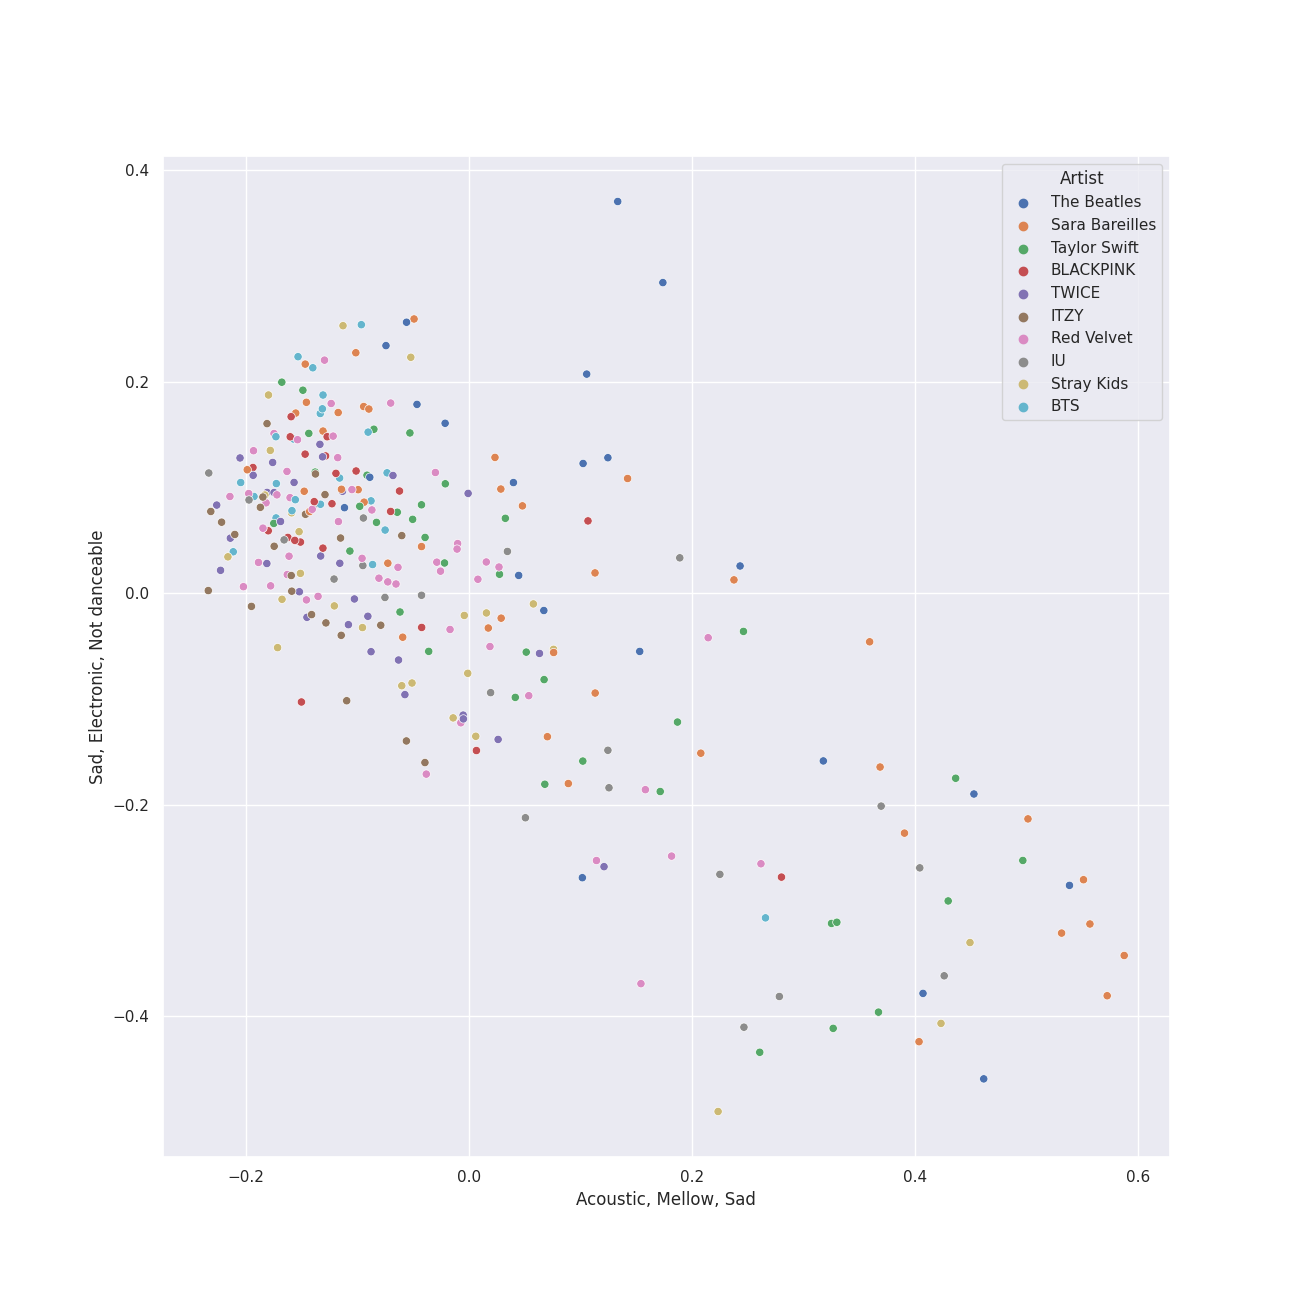 0.4
0.2
0.0
−0.2
−0.4
Sad, Electronic, Not danceable
Artist
The Beatles
Sara Bareilles
Taylor Swift
BLACKPINK
TWICE
ITZY
Red Velvet
IU
Stray Kids
BTS
−0.2 0.0 0.2 0.4 0.6
Acoustic, Mellow, Sad